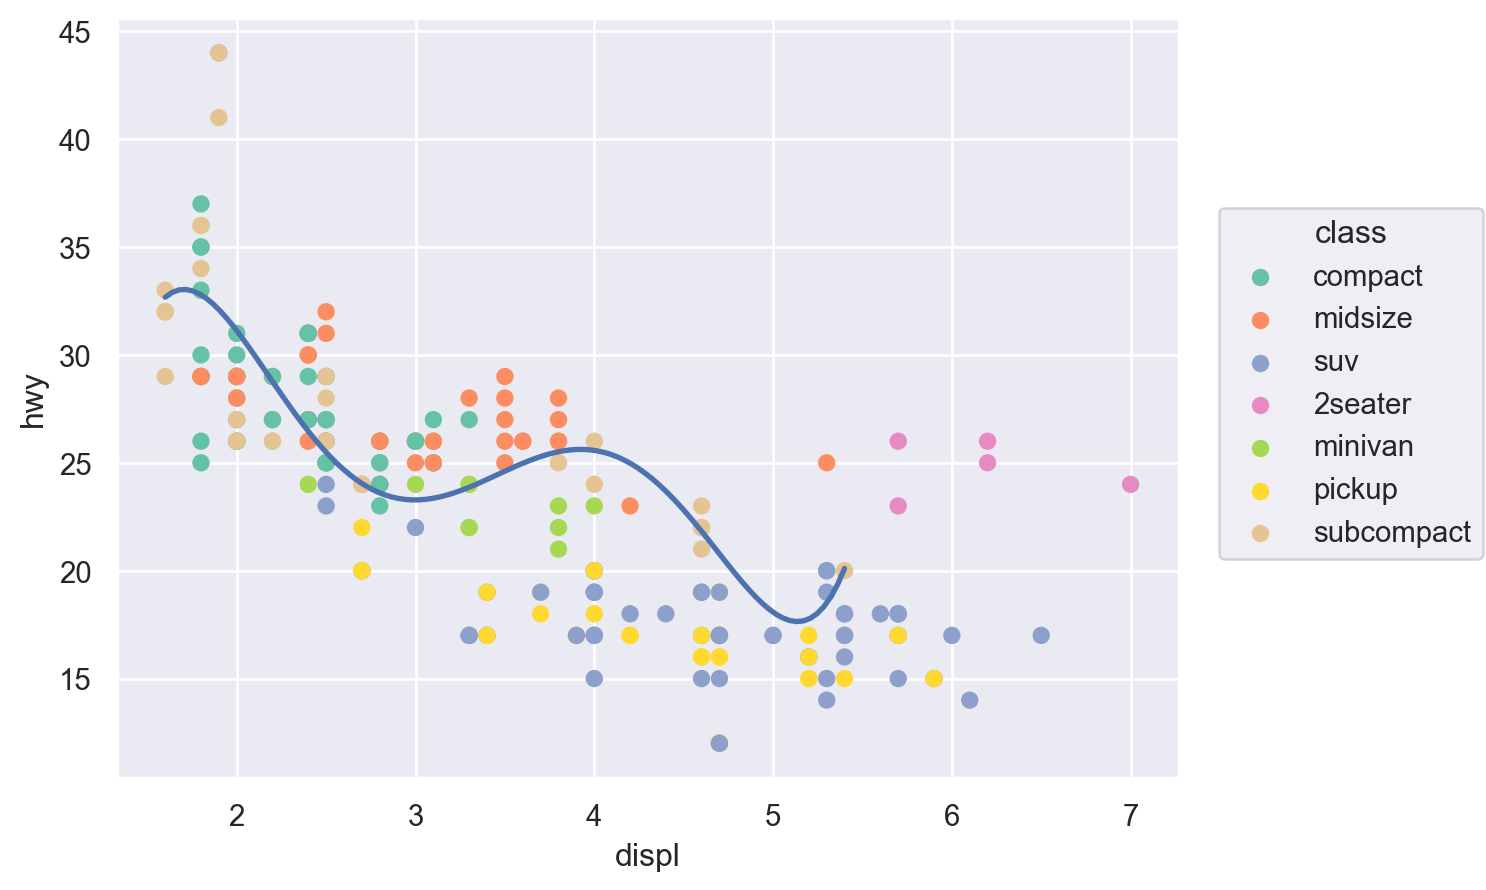 45
40
35
30
25
20
15
hwy
2 3 4 5 6 7
displ
class
compact
midsize
suv
2seater
minivan
pickup
subcompact